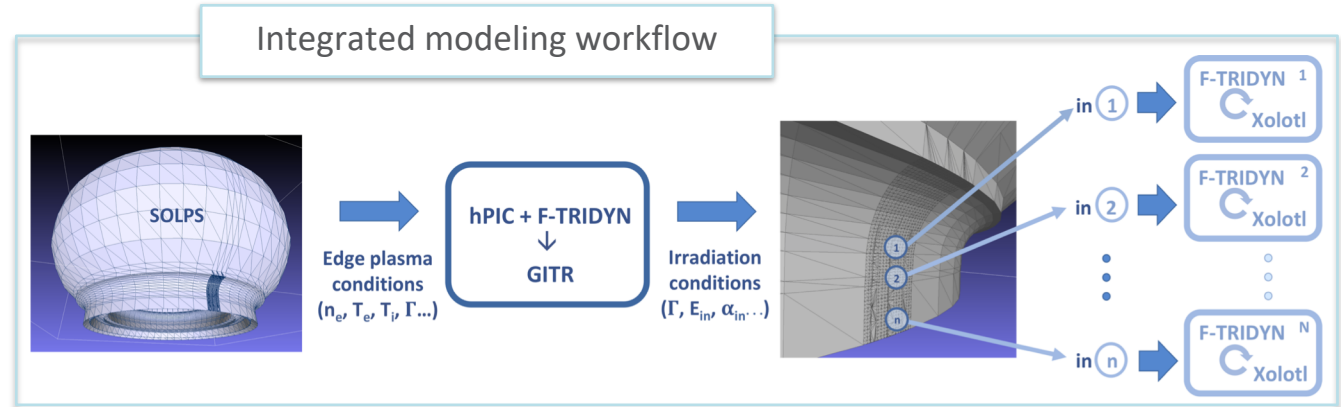 Integrated modeling workflow
SOLPS
Edge plasma
conditions
(nₑ, Tₑ, Tᵢ, Γ...)
hPIC + F-TRIDYN
↓
GITR
Irradiation
conditions
(Γ, Eᵢₙ, αᵢₙ...)
1
2
n
in 1
F-TRIDYN 1
Xolotl
in 2
F-TRIDYN 2
Xolotl
in n
F-TRIDYN N
Xolotl